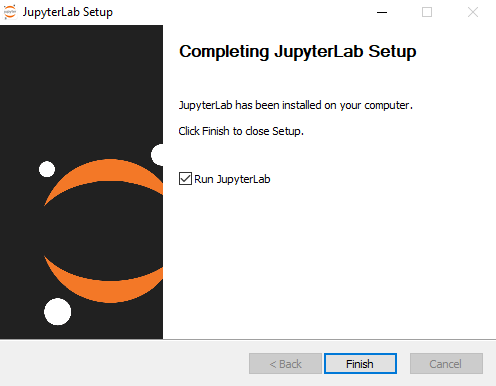 JupyterLab Setup
Completing JupyterLab Setup
JupyterLab has been installed on your computer.
Click Finish to close Setup.
Run JupyterLab
< Back
Finish
Cancel